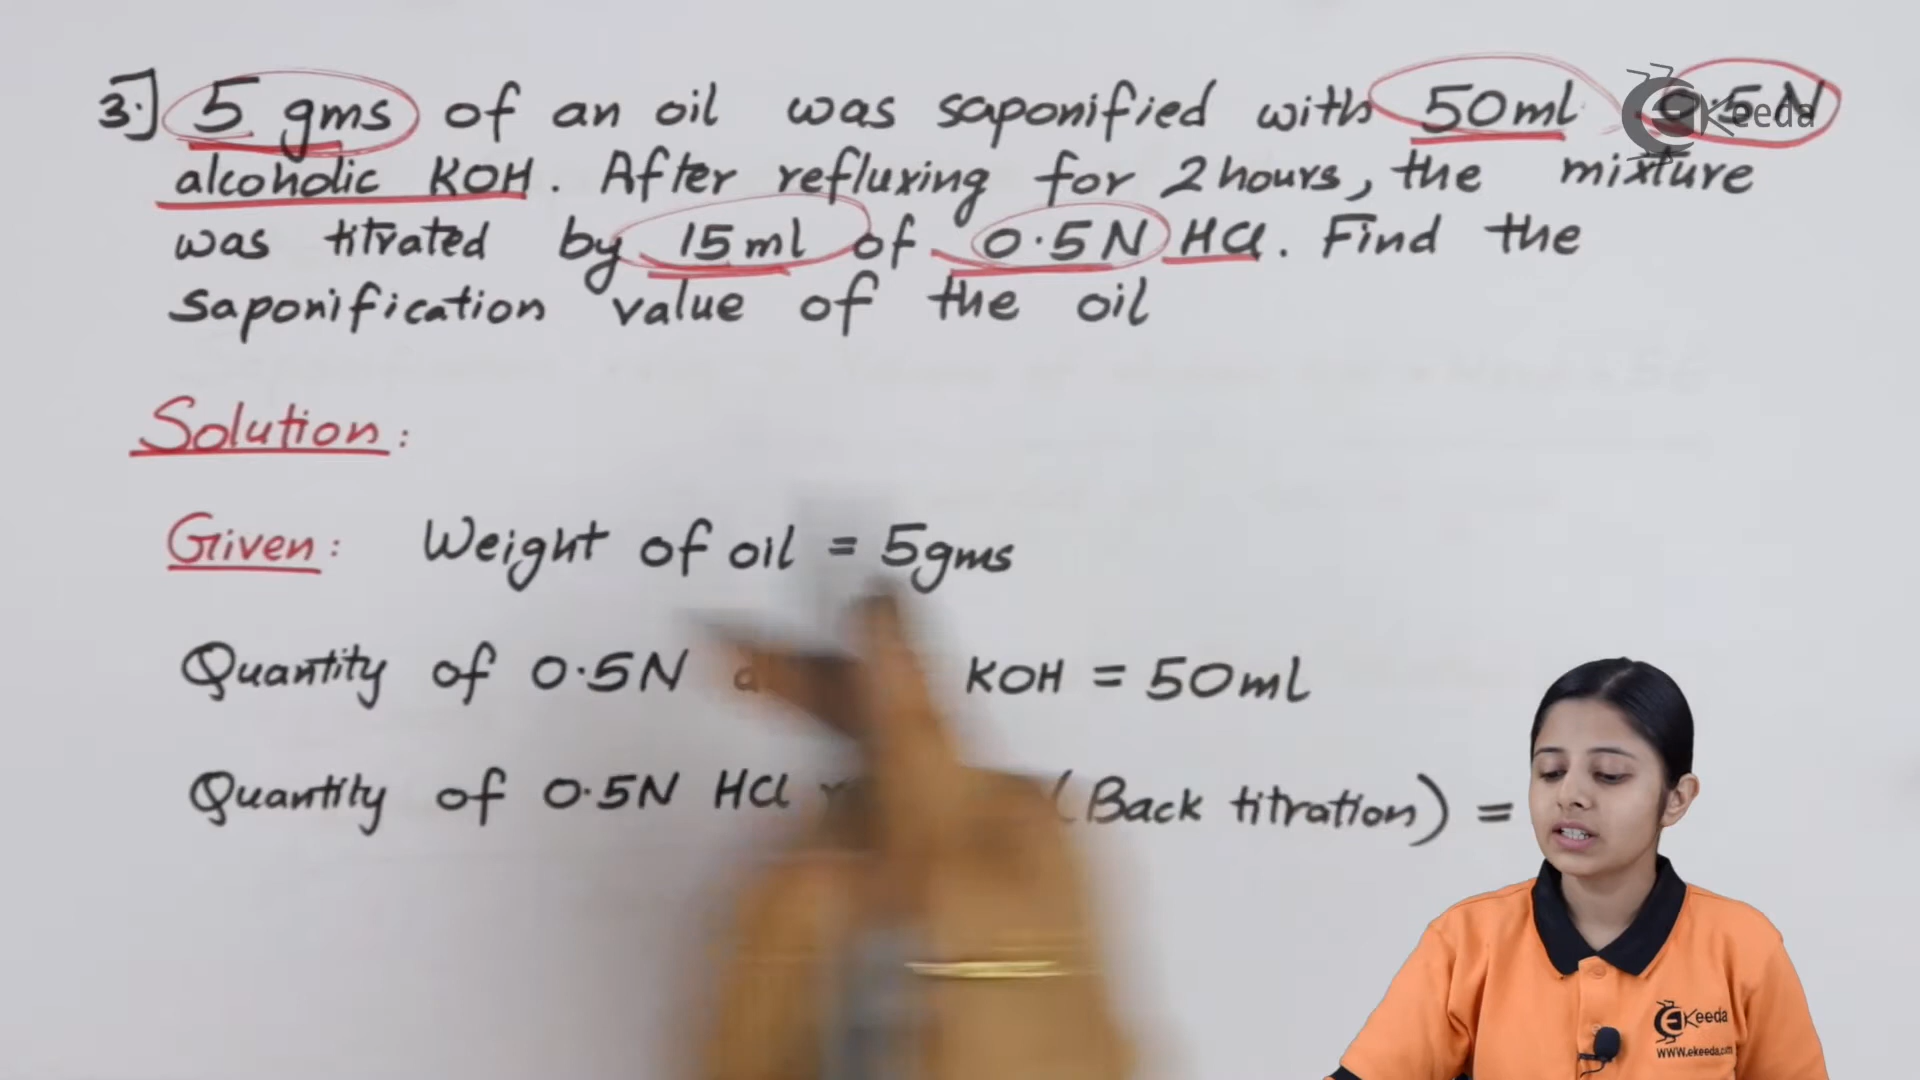 3.] 5 gms of an oil was saponified with 50ml 0.5N
alcoholic KOH. After refluxing for 2 hours, the mixture
was titrated by 15ml of 0.5N HCl. Find the
saponification value of the oil
Solution:
Given: Weight of oil = 5gms
Quantity of 0.5N KOH = 50ml
Quantity of 0.5N HCl (Back titration) =
EKeeda
EKeeda
www.ekeeda.com